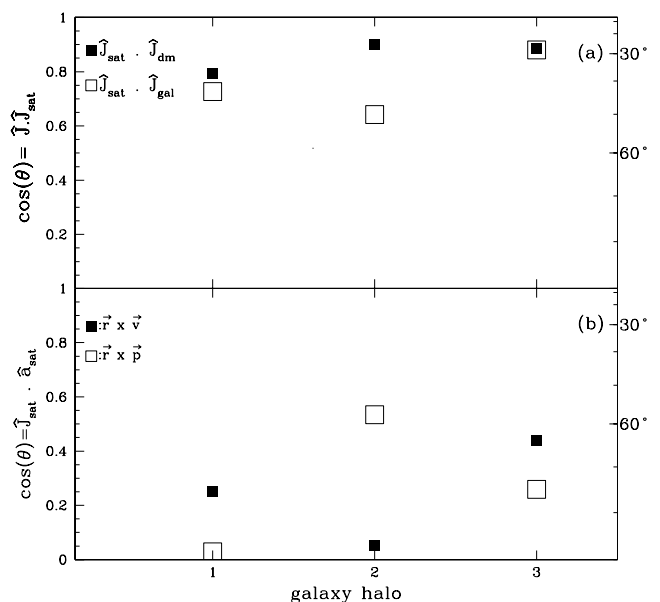 1
0.8
0.6
0.4
0.2
cos(θ)= Ĵ.Ĵsat
Ĵsat . Ĵdm
Ĵsat . Ĵgal
(a)
30°
60°
1
0.8
0.6
0.4
0.2
0
cos(θ)=Ĵsat . âsat
:r⃗ x v⃗
:r⃗ x p⃗
(b)
30°
60°
1 2 3
galaxy halo